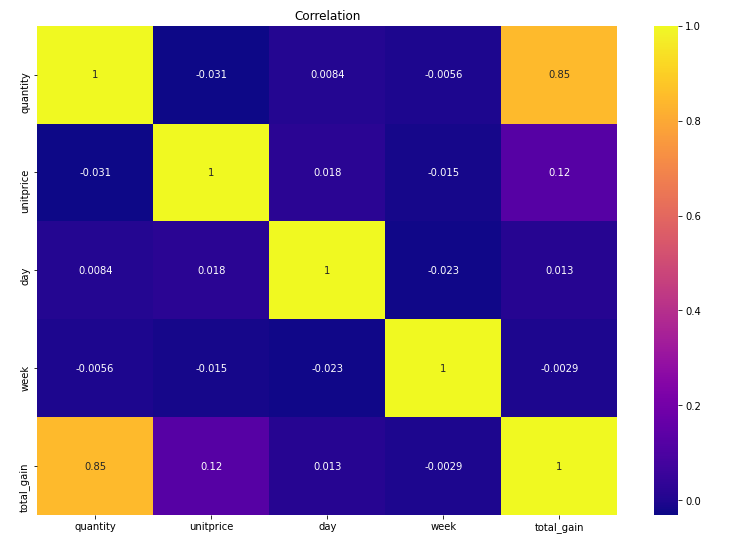 Correlation
quantity 1 -0.031 0.0084 -0.0056 0.85
unitprice -0.031 1 0.018 -0.015 0.12
day 0.0084 0.018 1 -0.023 0.013
week -0.0056 -0.015 -0.023 1 -0.0029
total_gain 0.85 0.12 0.013 -0.0029 1
quantity unitprice day week total_gain
1.0
0.8
0.6
0.4
0.2
0.0